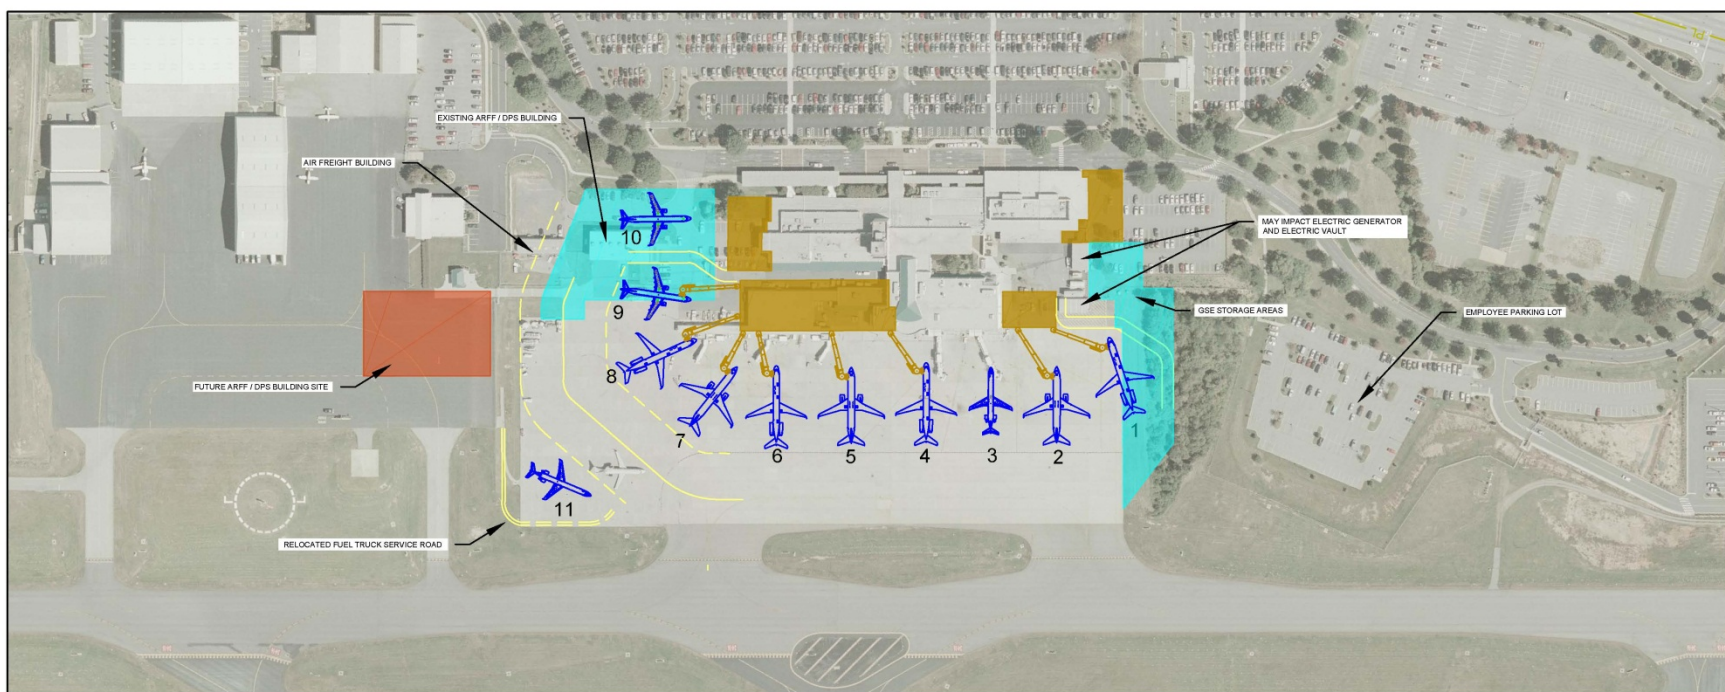 PL
EXISTING ARFF / DPS BUILDING
AIR FREIGHT BUILDING
MAY IMPACT ELECTRIC GENERATOR
AND ELECTRIC VAULT
10
9
GSE STORAGE AREAS
EMPLOYEE PARKING LOT
8
FUTURE ARFF / DPS BUILDING SITE
7
6
5
4
3
2
1
11
RELOCATED FUEL TRUCK SERVICE ROAD